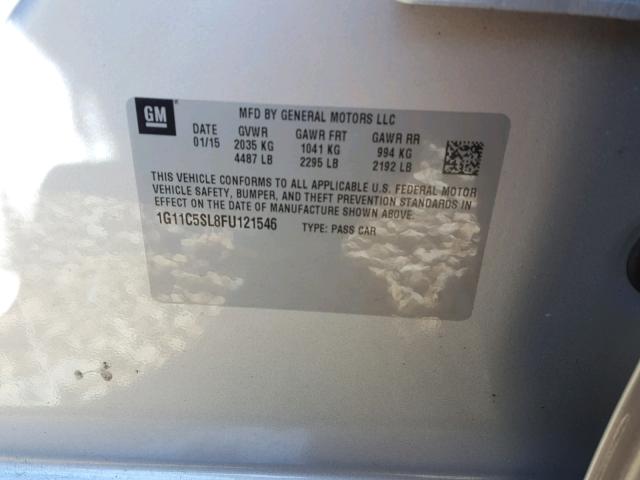 GM
MFD BY GENERAL MOTORS LLC
DATE GVWR GAWR FRT GAWR RR
01/15 2035 KG 1041 KG 994 KG
4487 LB 2295 LB 2192 LB
THIS VEHICLE CONFORMS TO ALL APPLICABLE U.S. FEDERAL MOTOR
VEHICLE SAFETY, BUMPER, AND THEFT PREVENTION STANDARDS IN
EFFECT ON THE DATE OF MANUFACTURE SHOWN ABOVE.
1G11C5SL8FU121546 TYPE: PASS CAR